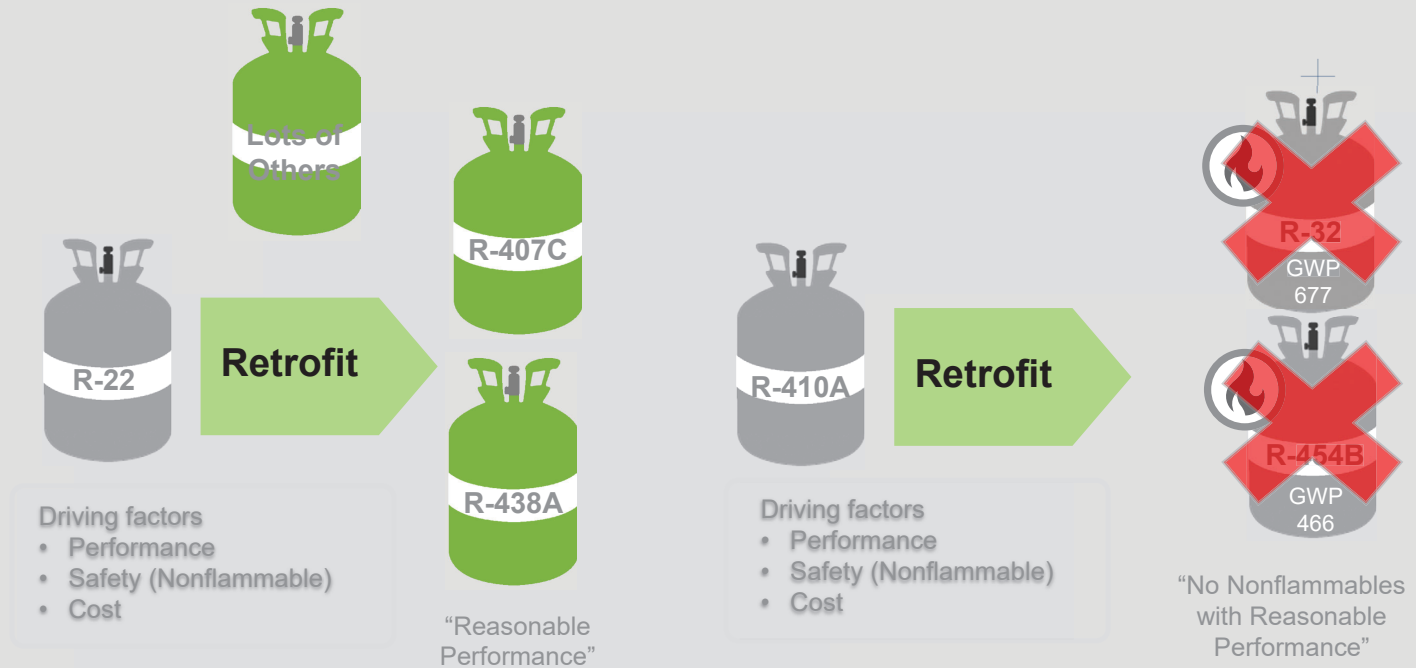 Lots of
Others
R-407C
R-22
Retrofit
R-438A
Driving factors
• Performance
• Safety (Nonflammable)
• Cost
“Reasonable
Performance”
R-410A
Retrofit
R-32
GWP
677
R-454B
GWP
466
Driving factors
• Performance
• Safety (Nonflammable)
• Cost
“No Nonflammables
with Reasonable
Performance”